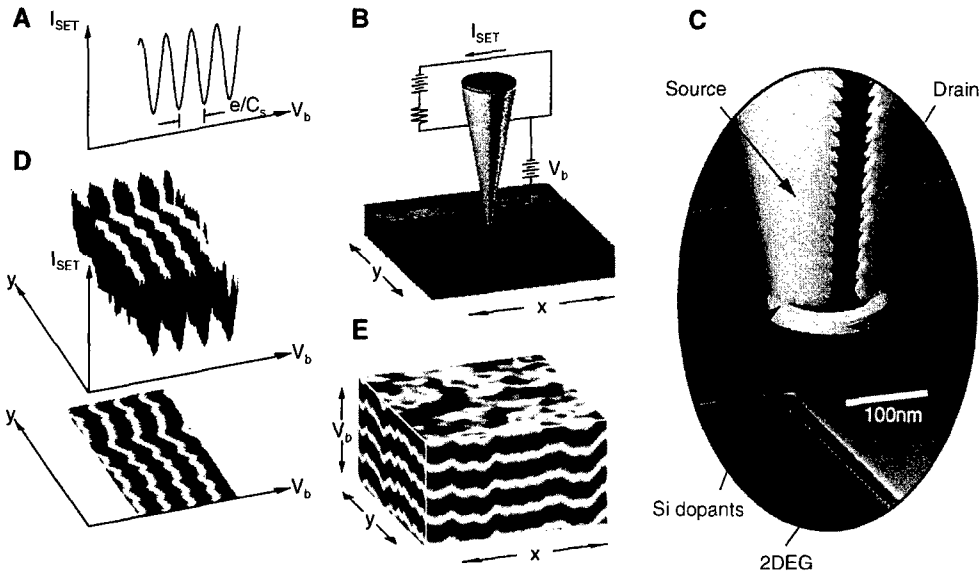 A
I_SET
e/C_s
V_b
B
I_SET
V_b
y
x
C
Source
Drain
100nm
Si dopants
2DEG
D
I_SET
y
V_b
y
V_b
E
V_b
y
x